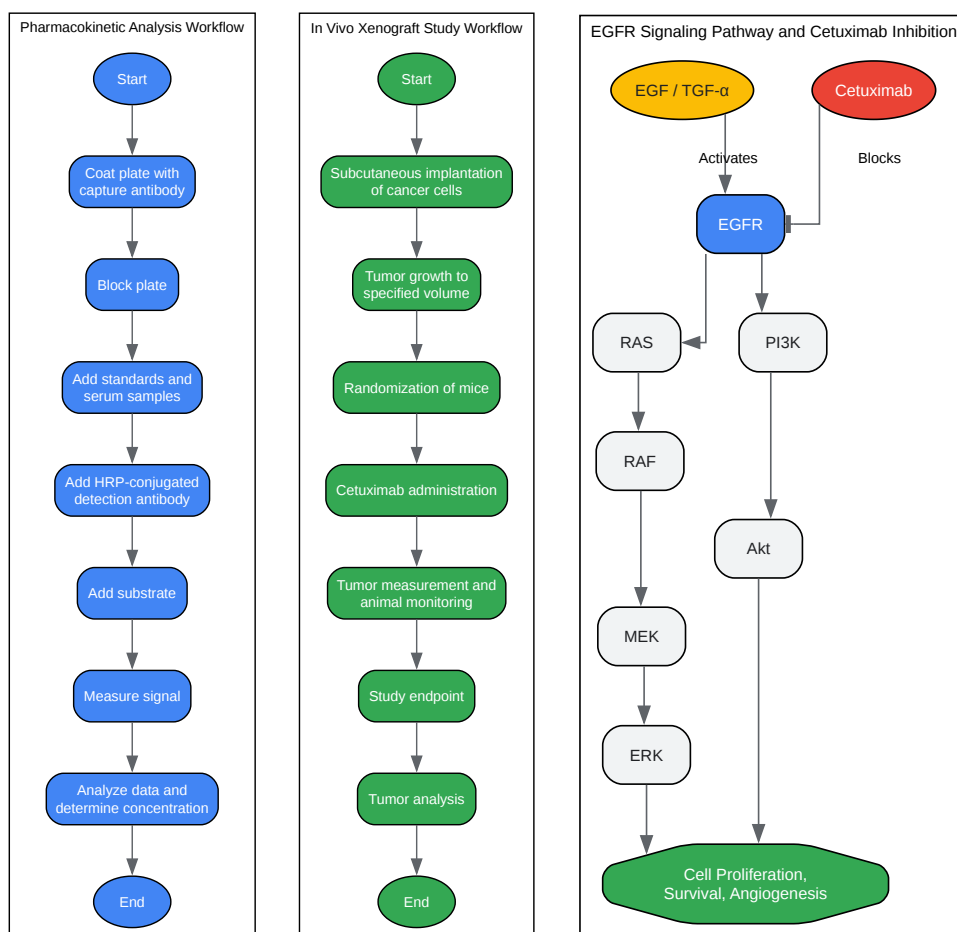 Pharmacokinetic Analysis Workflow
Start
Coat plate with
capture antibody
Block plate
Add standards and
serum samples
Add HRP-conjugated
detection antibody
Add substrate
Measure signal
Analyze data and
determine concentration
End
In Vivo Xenograft Study Workflow
Start
Subcutaneous implantation
of cancer cells
Tumor growth to
specified volume
Randomization of mice
Cetuximab administration
Tumor measurement and
animal monitoring
Study endpoint
Tumor analysis
End
EGFR Signaling Pathway and Cetuximab Inhibition
EGF / TGF-α
Cetuximab
Activates
Blocks
EGFR
RAS
PI3K
RAF
Akt
MEK
ERK
Cell Proliferation,
Survival, Angiogenesis